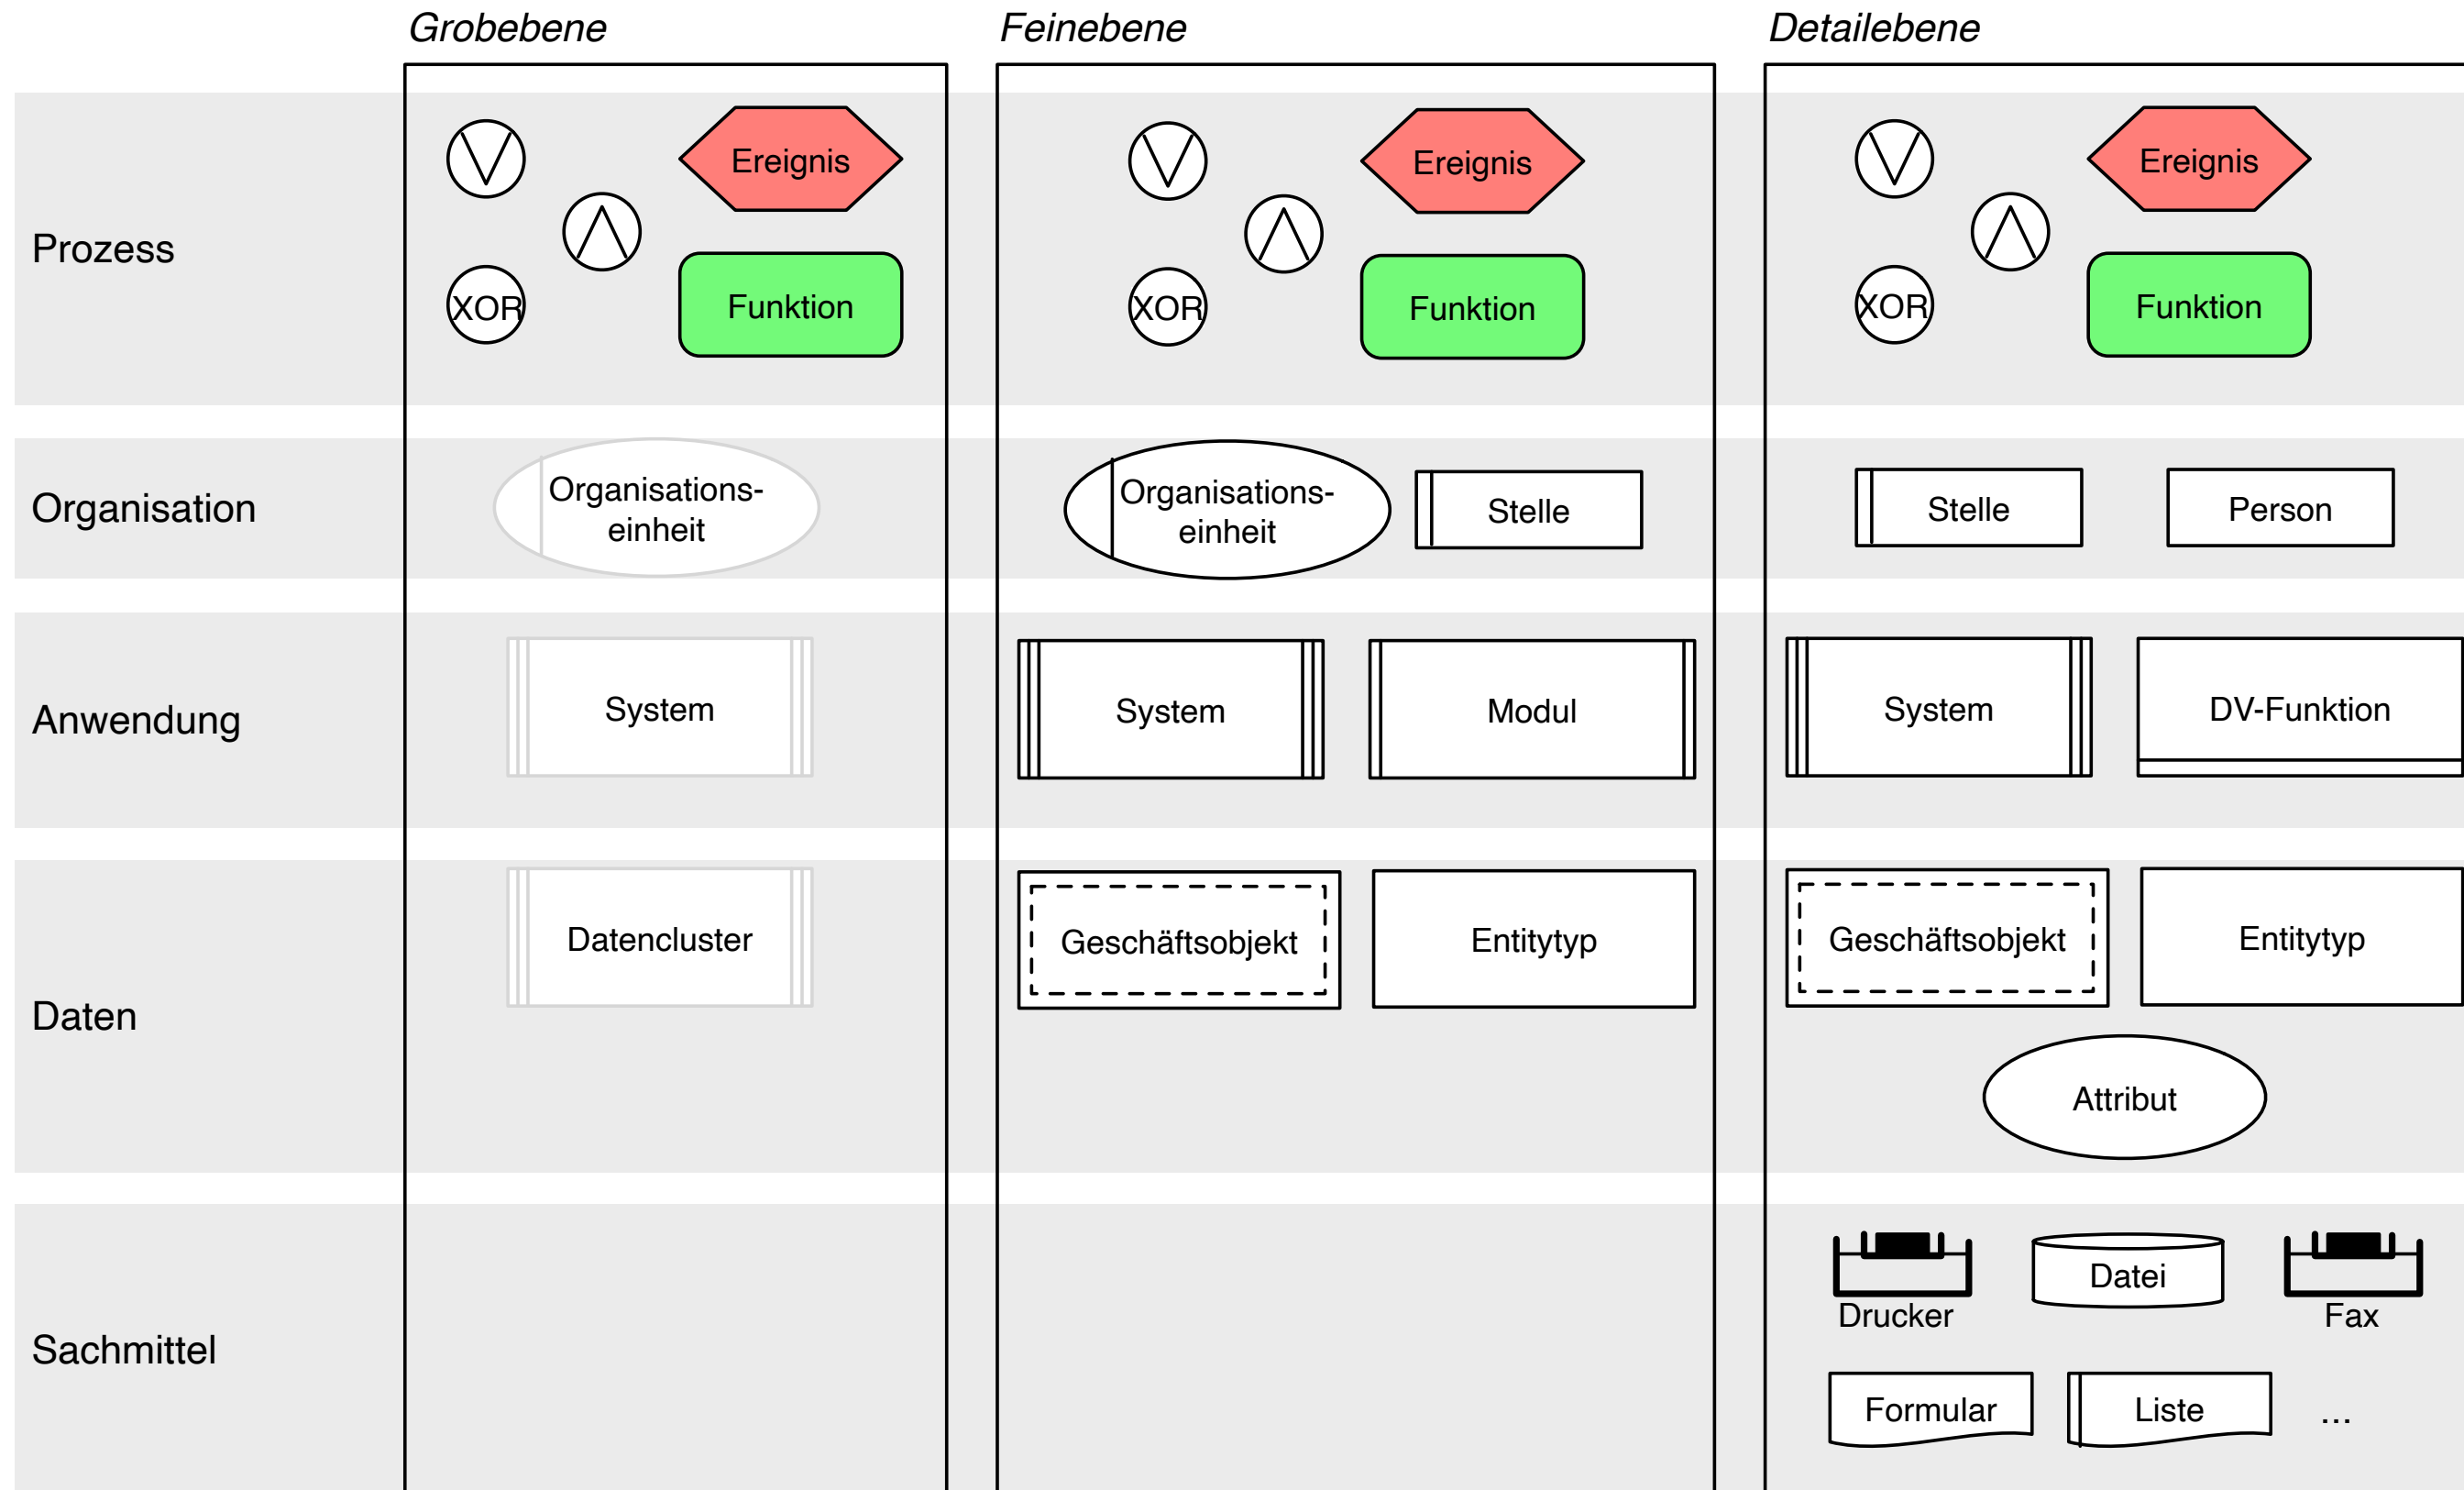 Grobebene
Feinebene
Detailebene
Prozess
Ereignis
XOR
Funktion
Ereignis
XOR
Funktion
Ereignis
XOR
Funktion
Organisation
Organisations-
einheit
Organisations-
einheit
Stelle
Stelle
Person
Anwendung
System
System
Modul
System
DV-Funktion
Daten
Datencluster
Geschäftsobjekt
Entitytyp
Geschäftsobjekt
Entitytyp
Attribut
Sachmittel
Drucker
Datei
Fax
Formular
Liste
...